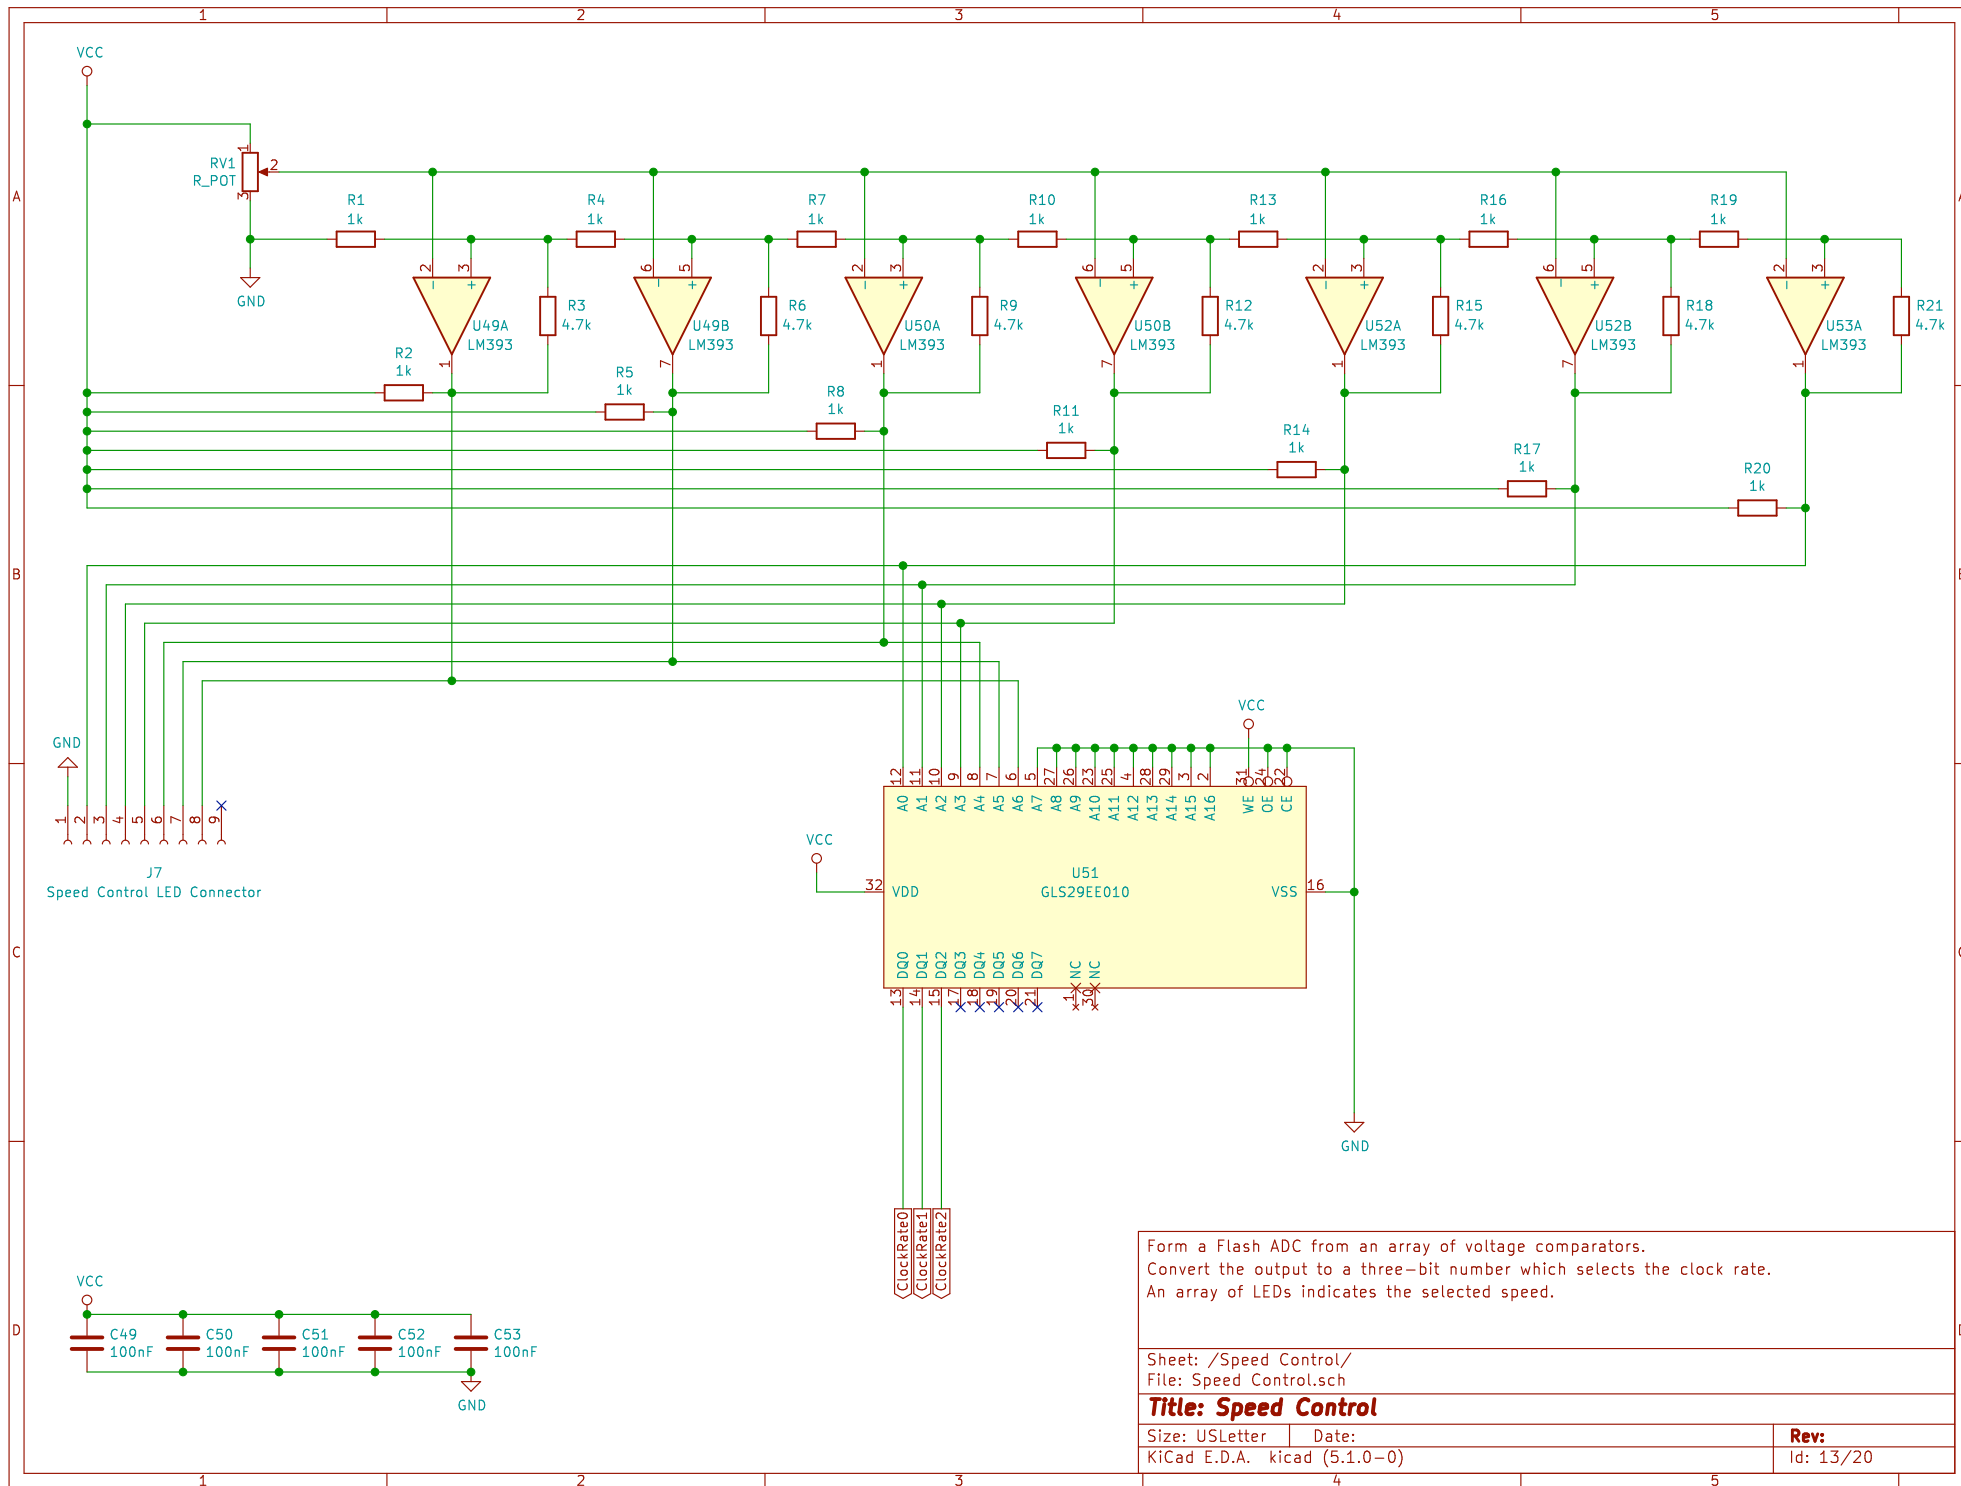 1 2 3 4 5
VCC
RV1
R_POT
1
2
3
GND
A
R1
1k
R4
1k
R7
1k
R10
1k
R13
1k
R16
1k
R19
1k
2 3
6 5
2 3
6 5
2 3
6 5
2 3
− +
− +
− +
− +
− +
− +
− +
U49A
LM393
R3
4.7k
U49B
LM393
R6
4.7k
U50A
LM393
R9
4.7k
U50B
LM393
R12
4.7k
U52A
LM393
R15
4.7k
U52B
LM393
R18
4.7k
U53A
LM393
R21
4.7k
1 7 1 7 1 7 1
R2
1k
R5
1k
R8
1k
R11
1k
R14
1k
R17
1k
R20
1k
B
GND
1 2 3 4 5 6 7 8 9
J7
Speed Control LED Connector
VCC
12 11 10 9 8 7 6 5 27 26 23 25 4 28 29 3 2 31 24 22
A0 A1 A2 A3 A4 A5 A6 A7 A8 A9 A10 A11 A12 A13 A14 A15 A16 WE OE CE
VCC
32 VDD
U51
GLS29EE010
VSS 16
C
DQ0 DQ1 DQ2 DQ3 DQ4 DQ5 DQ6 DQ7 NC NC
13 14 15 17 18 19 20 21 1 30
GND
ClockRate0
ClockRate1
ClockRate2
VCC
C49
100nF
C50
100nF
C51
100nF
C52
100nF
C53
100nF
GND
D
Form a Flash ADC from an array of voltage comparators.
Convert the output to a three-bit number which selects the clock rate.
An array of LEDs indicates the selected speed.
Sheet: /Speed Control/
File: Speed Control.sch
Title: Speed Control
Size: USLetter Date: Rev:
KiCad E.D.A. kicad (5.1.0-0) Id: 13/20
1 2 3 4 5